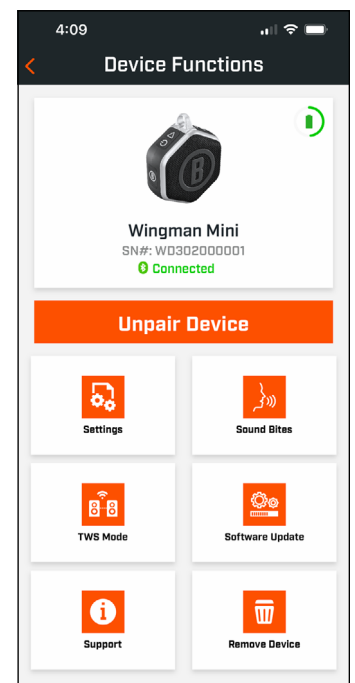 4:09
Device Functions
B
Wingman Mini
SN#: WD302000001
Connected
Unpair Device
Settings
Sound Bites
TWS Mode
Software Update
Support
Remove Device